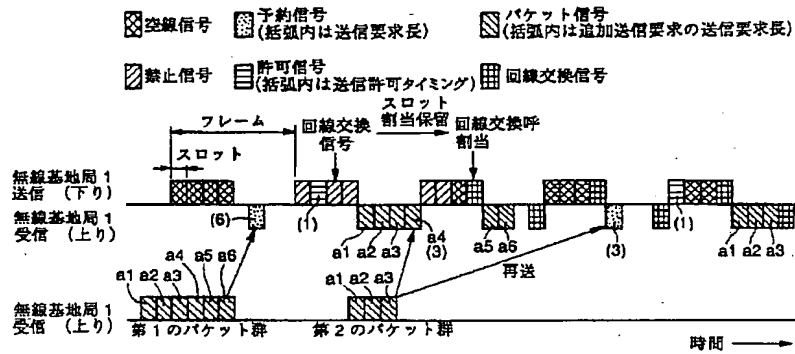 空線信号
予約信号
(括弧内は送信要求長)
パケット信号
(括弧内は追加送信要求の送信要求長)
禁止信号
許可信号
(括弧内は送信許可タイミング)
回線交換信号
フレーム
スロット
回線交換
信号
スロット
割当保留
回線交換呼
割当
無線基地局 1
送信 (下り)
無線基地局 1
受信 (上り)
(6)
(1)
a1 a2 a3 a4
(3)
a5 a6
(3)
(1)
a1 a2 a3
再送
a1 a2 a3 a4 a5 a6
a1 a2 a3
無線基地局 1
受信 (上り)
第1のパケット群
第2のパケット群
時間